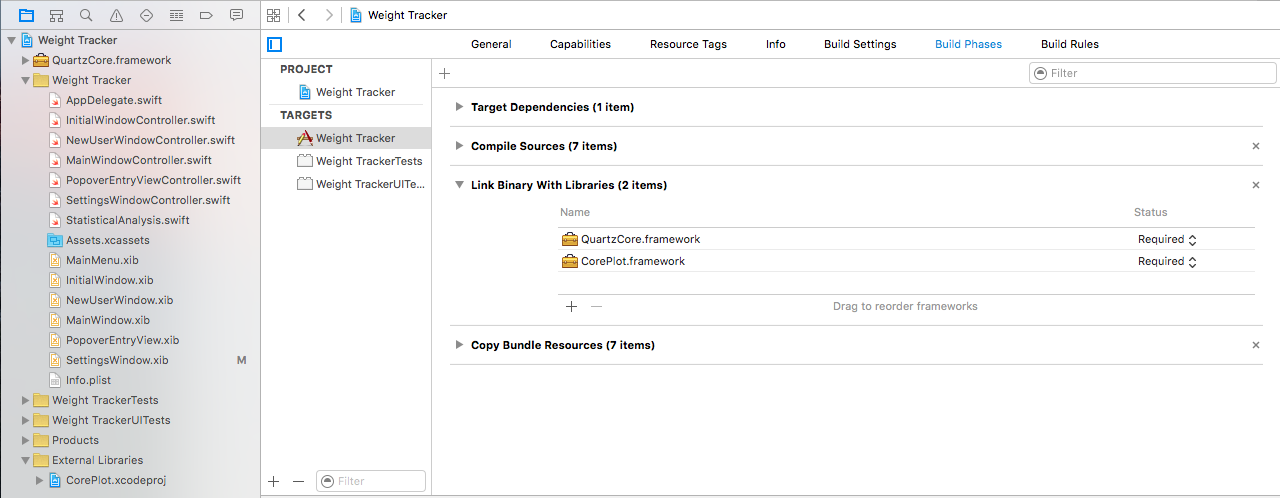 Weight Tracker
Weight Tracker
QuartzCore.framework
Weight Tracker
AppDelegate.swift
InitialWindowController.swift
NewUserWindowController.swift
MainWindowController.swift
PopoverEntryViewController.swift
SettingsWindowController.swift
StatisticalAnalysis.swift
Assets.xcassets
MainMenu.xib
InitialWindow.xib
NewUserWindow.xib
MainWindow.xib
PopoverEntryView.xib
SettingsWindow.xib M
Info.plist
Weight TrackerTests
Weight TrackerUITests
Products
External Libraries
CorePlot.xcodeproj
General Capabilities Resource Tags Info Build Settings Build Phases Build Rules
PROJECT
Weight Tracker
TARGETS
Weight Tracker
Weight TrackerTests
Weight TrackerUITe...
Filter
Filter
Target Dependencies (1 item)
Compile Sources (7 items)
Link Binary With Libraries (2 items)
Name Status
QuartzCore.framework Required
CorePlot.framework Required
Drag to reorder frameworks
Copy Bundle Resources (7 items)